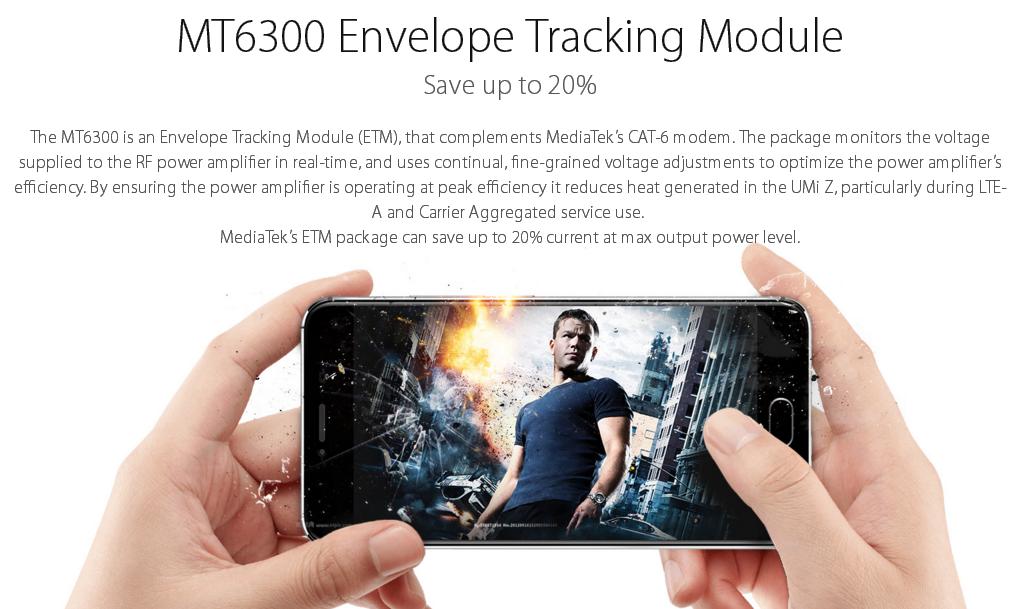 MT6300 Envelope Tracking Module
Save up to 20%
The MT6300 is an Envelope Tracking Module (ETM), that complements MediaTek's CAT-6 modem. The package monitors the voltage
supplied to the RF power amplifier in real-time, and uses continual, fine-grained voltage adjustments to optimize the power amplifier's
efficiency. By ensuring the power amplifier is operating at peak efficiency it reduces heat generated in the UMi Z, particularly during LTE-
A and Carrier Aggregated service use.
MediaTek's ETM package can save up to 20% current at max output power level.